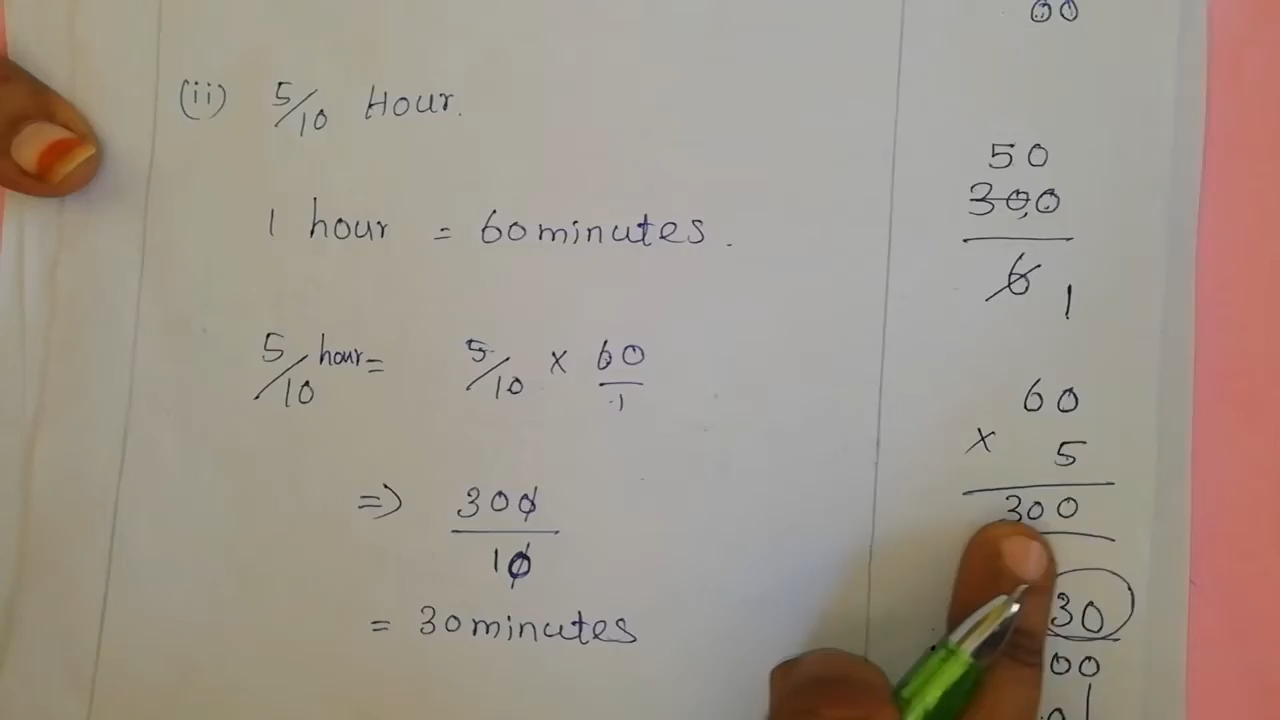 (ii) 5/10 Hour.
1 hour = 60 minutes.
5/10 hour = 5/10 x 60/1
=> 300/10
= 30 minutes
00
50
300
6 1
60
x 5
300
30
00